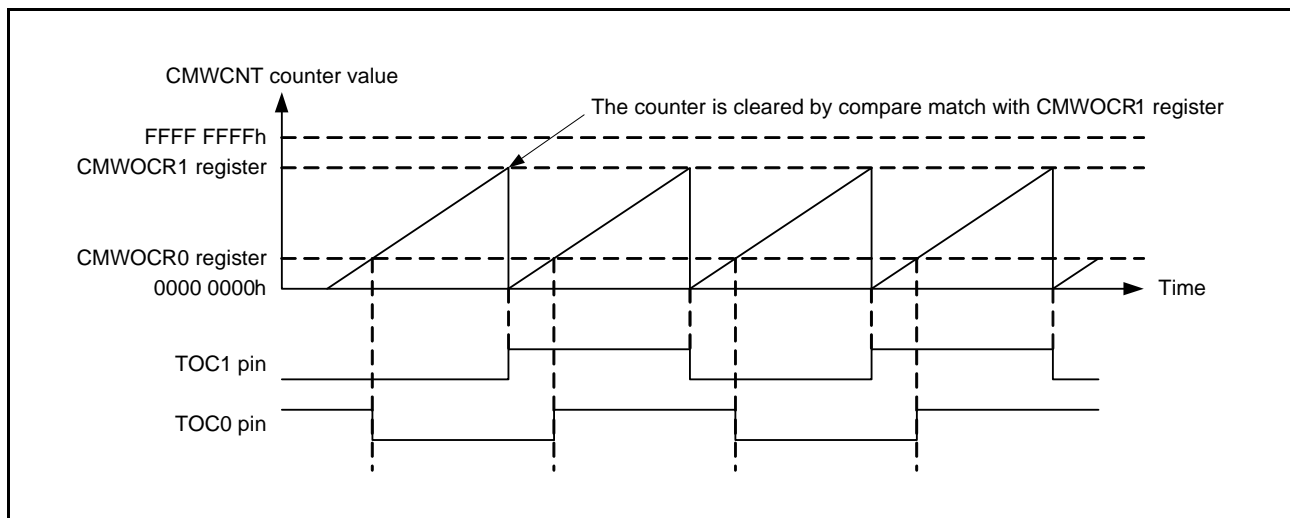 CMWCNT counter value
The counter is cleared by compare match with CMWOCR1 register
FFFF FFFFh
CMWOCR1 register
CMWOCR0 register
0000 0000h
Time
TOC1 pin
TOC0 pin